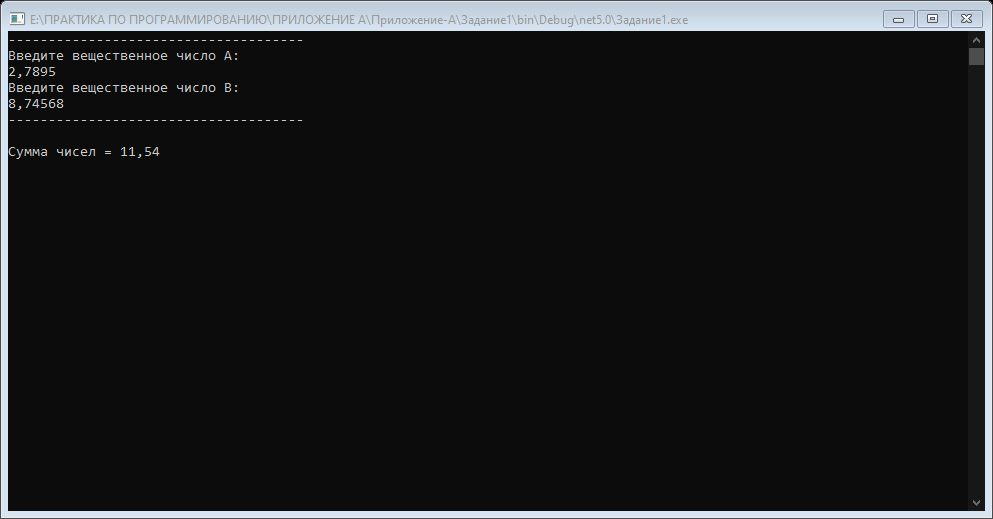 E:\ПРАКТИКА ПО ПРОГРАММИРОВАНИЮ\ПРИЛОЖЕНИЕ А\Приложение-А\Задание1\bin\Debug\net5.0\Задание1.exe
-------------------------------------
Введите вещественное число А:
2,7895
Введите вещественное число В:
8,74568
-------------------------------------
Сумма чисел = 11,54